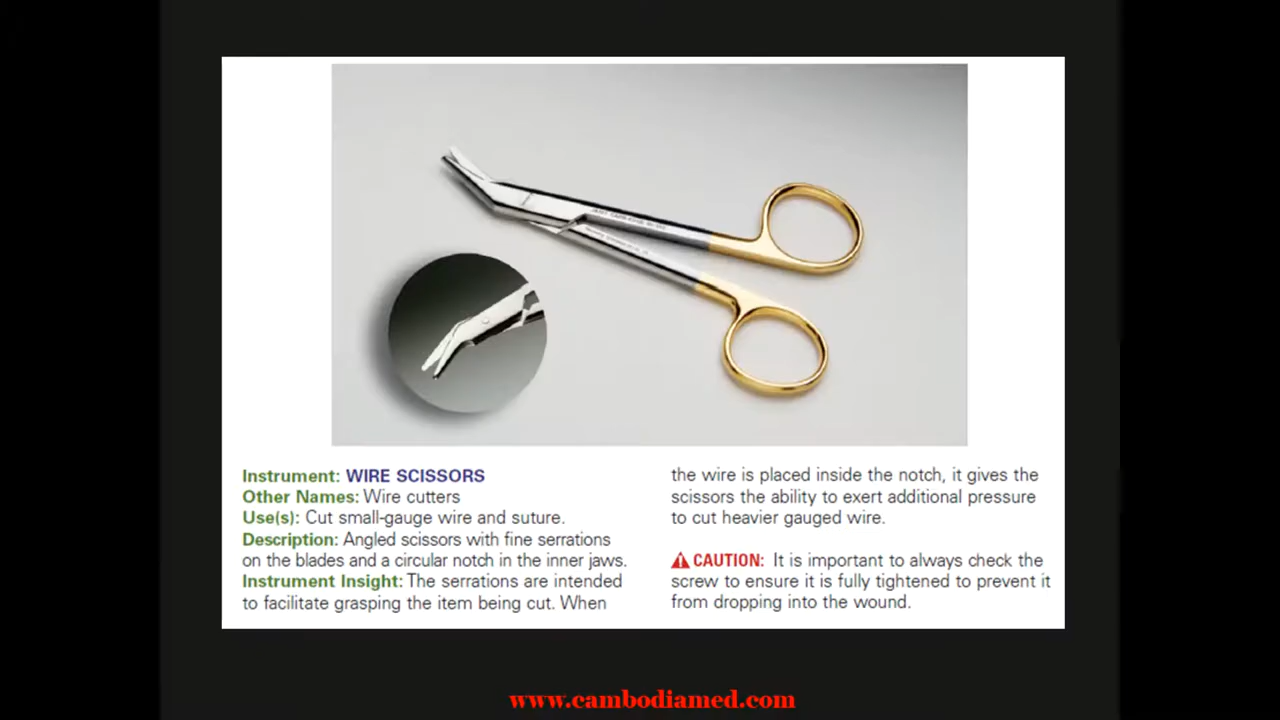 Instrument: WIRE SCISSORS
Other Names: Wire cutters
Use(s): Cut small-gauge wire and suture.
Description: Angled scissors with fine serrations
on the blades and a circular notch in the inner jaws.
Instrument Insight: The serrations are intended
to facilitate grasping the item being cut. When
the wire is placed inside the notch, it gives the
scissors the ability to exert additional pressure
to cut heavier gauged wire.
CAUTION: It is important to always check the
screw to ensure it is fully tightened to prevent it
from dropping into the wound.
www.cambodiamed.com